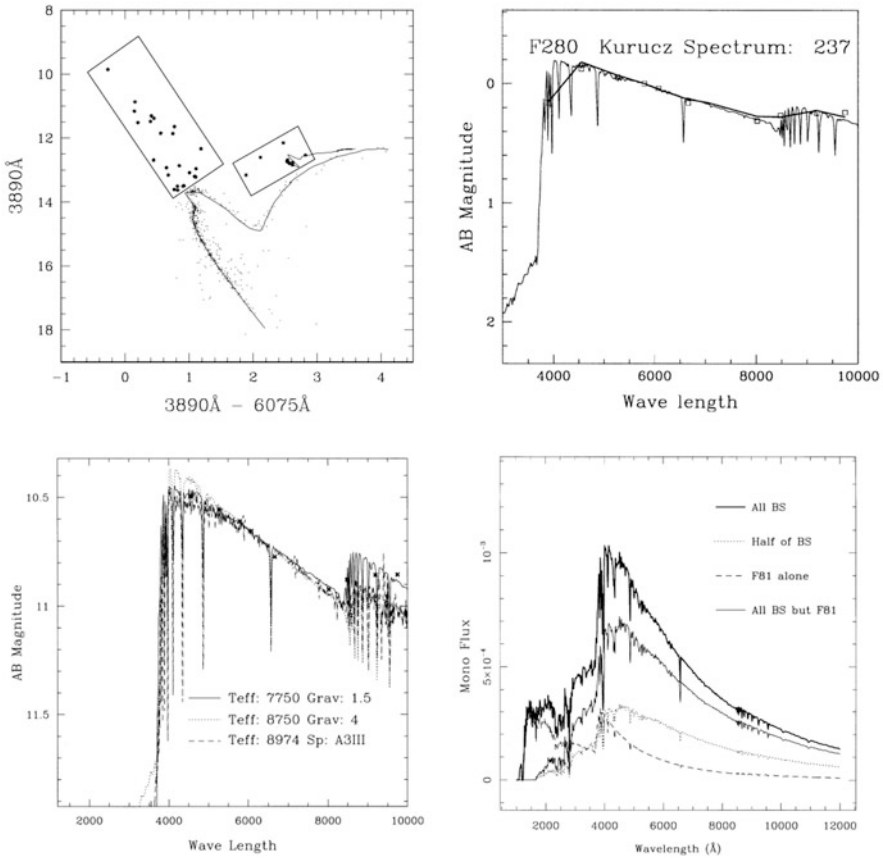 8
10
12
14
16
18
3890Å
−1
0
1
2
3
4
3890Å − 6075Å
F280 Kurucz Spectrum: 237
0
1
2
AB Magnitude
4000
6000
8000
10000
Wave length
10.5
11
11.5
AB Magnitude
Teff: 7750 Grav: 1.5
Teff: 8750 Grav: 4
Teff: 8974 Sp: A3III
2000
4000
6000
8000
10000
Wave Length
All BS
Half of BS
F81 alone
All BS but F81
10⁻³
5×10⁻⁴
0
Mono Flux
2000
4000
6000
8000
10000
12000
Wavelength (Å)